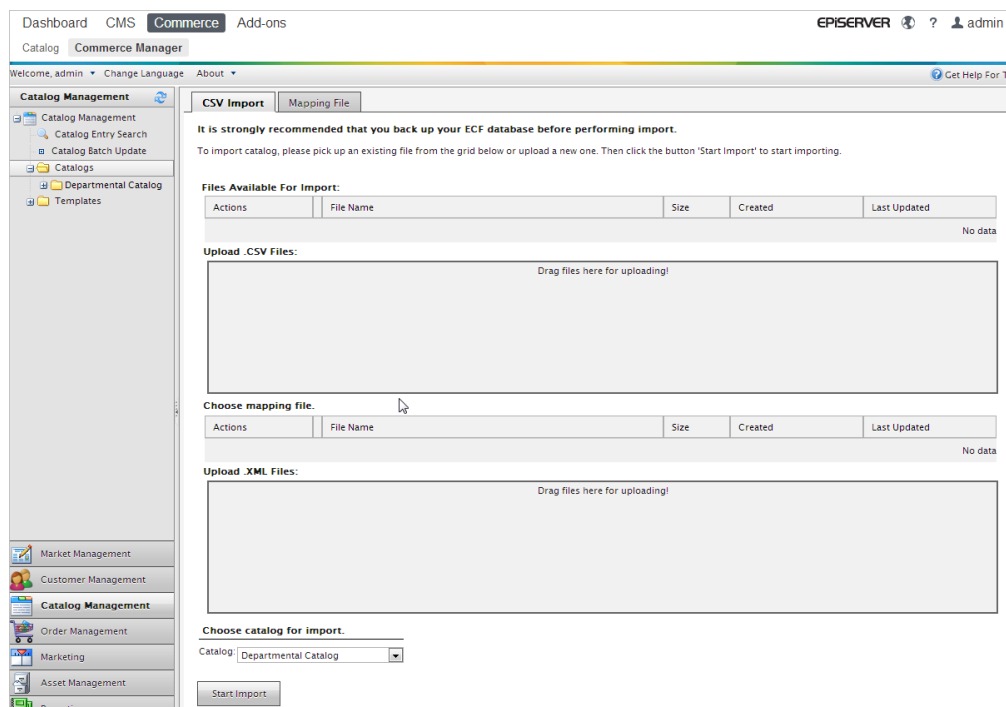 Dashboard CMS Commerce Add-ons EPiSERVER ? admin
Catalog Commerce Manager
Welcome, admin Change Language About Get Help For T
Catalog Management
Catalog Management
Catalog Entry Search
Catalog Batch Update
Catalogs
Departmental Catalog
Templates
Market Management
Customer Management
Catalog Management
Order Management
Marketing
Asset Management
CSV Import Mapping File
It is strongly recommended that you back up your ECF database before performing import.
To import catalog, please pick up an existing file from the grid below or upload a new one. Then click the button 'Start Import' to start importing.
Files Available For Import:
Actions File Name Size Created Last Updated
No data
Upload .CSV Files:
Drag files here for uploading!
Choose mapping file.
Actions File Name Size Created Last Updated
No data
Upload .XML Files:
Drag files here for uploading!
Choose catalog for import.
Catalog: Departmental Catalog
Start Import